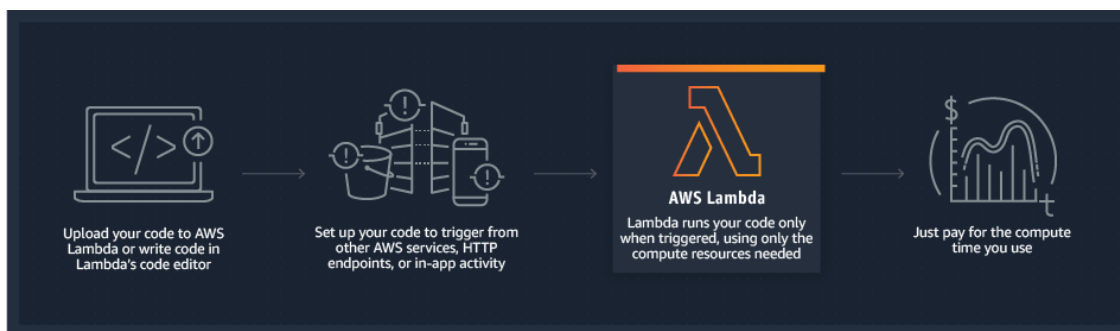 </>
$
t
Upload your code to AWS
Lambda or write code in
Lambda's code editor
Set up your code to trigger from
other AWS services, HTTP
endpoints, or in-app activity
AWS Lambda
Lambda runs your code only
when triggered, using only the
compute resources needed
Just pay for the compute
time you use